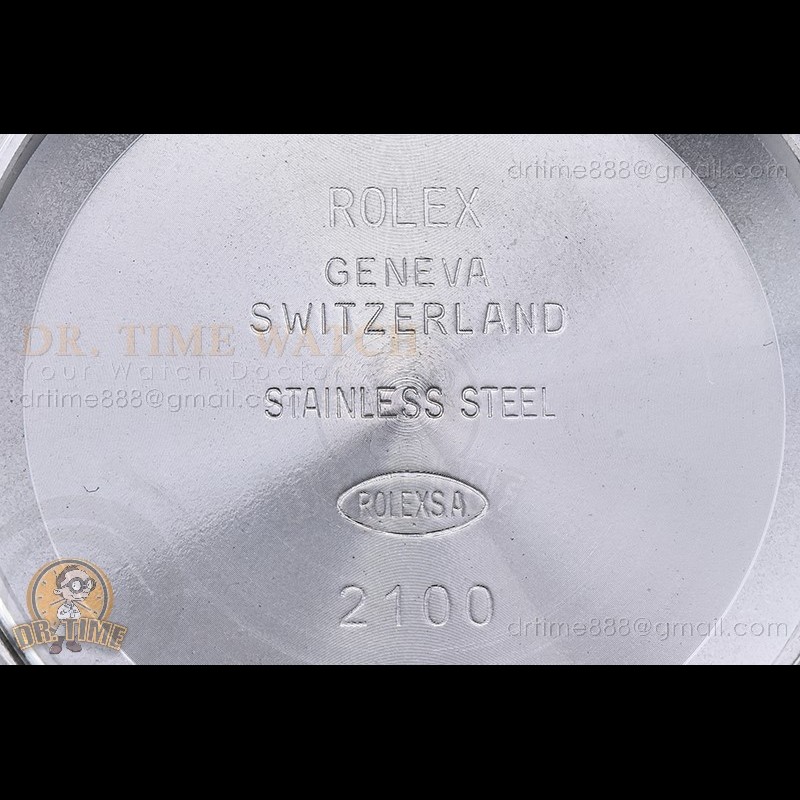 drtime888@gmail.com
ROLEX
GENEVA
SWITZERLAND
DR. TIME WATCH
Your Watch Doctor
drtime888@gmail.com
STAINLESS STEEL
ROLEX S.A.
2100
DR. TIME
drtime888@gmail.com